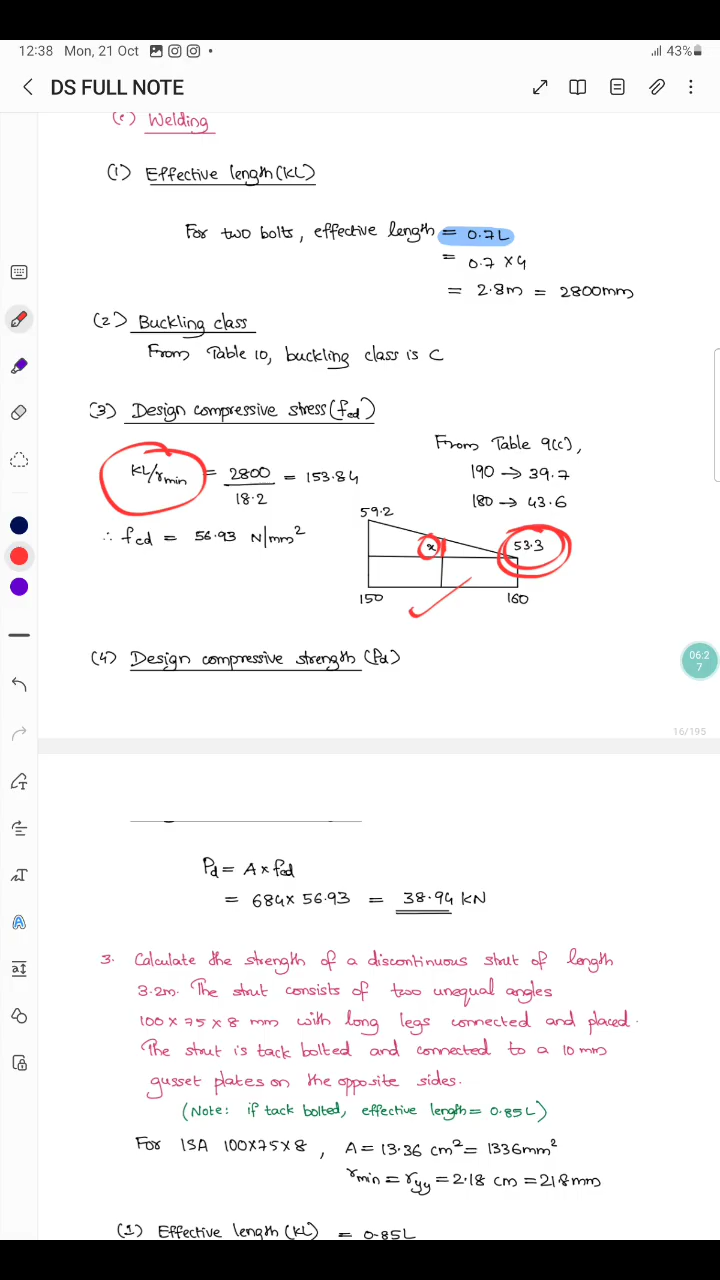 12:38 Mon, 21 Oct
43%
DS FULL NOTE
(c) Welding
(1) Effective length (KL)
For two bolts, effective length = 0.7L
= 0.7 × 4
= 2.8m = 2800mm
(2) Buckling class
From Table 10, buckling class is C
(3) Design compressive stress (fcd)
KL/rmin = 2800/18.2 = 153.84
∴ fcd = 56.93 N/mm²
From Table 9(c),
190 → 39.7
180 → 43.6
59.2
x
53.3
150
160
(4) Design compressive strength (Pd)
06:27
16/195
Pd = A × fcd
= 684 × 56.93 = 38.94 KN
3. Calculate the strength of a discontinuous strut of length
3.2m. The strut consists of two unequal angles
100 × 75 × 8 mm with long legs connected and placed.
The strut is tack bolted and connected to a 10 mm
gusset plates on the opposite sides.
(Note: if tack bolted, effective length = 0.85L)
For ISA 100×75×8, A = 13.36 cm² = 1336mm²
rmin = ryy = 2.18 cm = 21.8mm
(1) Effective length (KL) = 0.85L